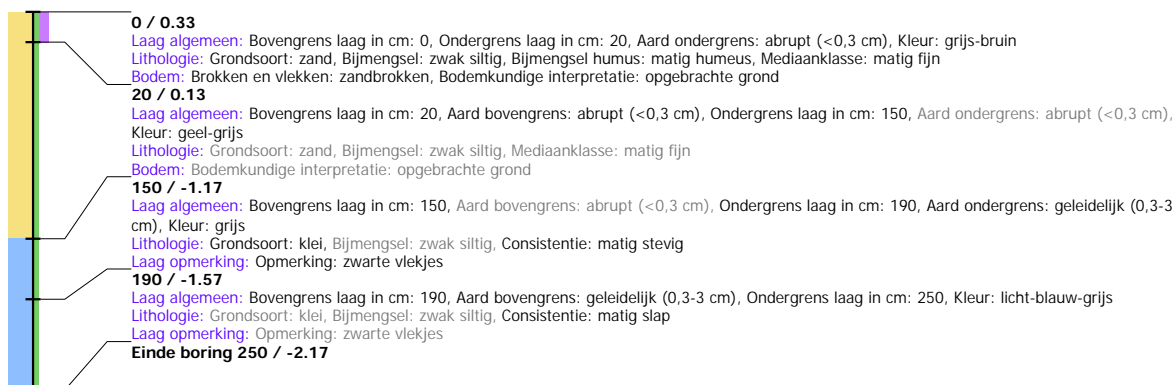 0 / 0.33
Laag algemeen: Bovengrens laag in cm: 0, Ondergrens laag in cm: 20, Aard ondergrens: abrupt (<0,3 cm), Kleur: grijs-bruin
Lithologie: Grondsoort: zand, Bijmengsel: zwak siltig, Bijmengsel humus: matig humeus, Mediaanklasse: matig fijn
Bodem: Brokken en vlekken: zandbrokken, Bodemkundige interpretatie: opgebrachte grond
20 / 0.13
Laag algemeen: Bovengrens laag in cm: 20, Aard bovengrens: abrupt (<0,3 cm), Ondergrens laag in cm: 150, Aard ondergrens: abrupt (<0,3 cm),
Kleur: geel-grijs
Lithologie: Grondsoort: zand, Bijmengsel: zwak siltig, Mediaanklasse: matig fijn
Bodem: Bodemkundige interpretatie: opgebrachte grond
150 / -1.17
Laag algemeen: Bovengrens laag in cm: 150, Aard bovengrens: abrupt (<0,3 cm), Ondergrens laag in cm: 190, Aard ondergrens: geleidelijk (0,3-3
cm), Kleur: grijs
Lithologie: Grondsoort: klei, Bijmengsel: zwak siltig, Consistentie: matig stevig
Laag opmerking: Opmerking: zwarte vlekjes
190 / -1.57
Laag algemeen: Bovengrens laag in cm: 190, Aard bovengrens: geleidelijk (0,3-3 cm), Ondergrens laag in cm: 250, Kleur: licht-blauw-grijs
Lithologie: Grondsoort: klei, Bijmengsel: zwak siltig, Consistentie: matig slap
Laag opmerking: Opmerking: zwarte vlekjes
Einde boring 250 / -2.17